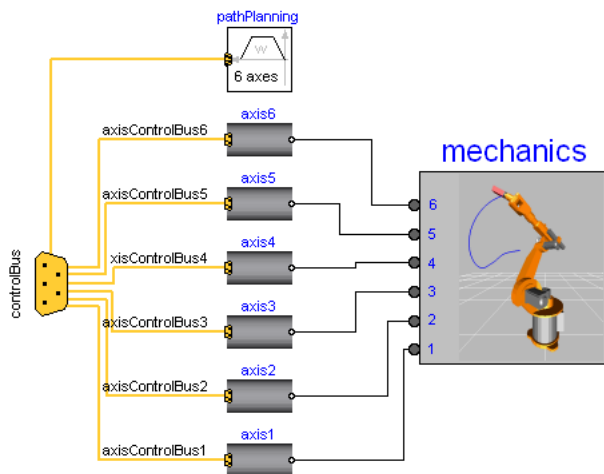 pathPlanning
6 axes
axis6
axisControlBus6
mechanics
axis5
axisControlBus5
6
5
axis4
xisControlBus4
4
controlBus
axis3
3
axisControlBus3
2
axis2
1
axisControlBus2
axis1
axisControlBus1